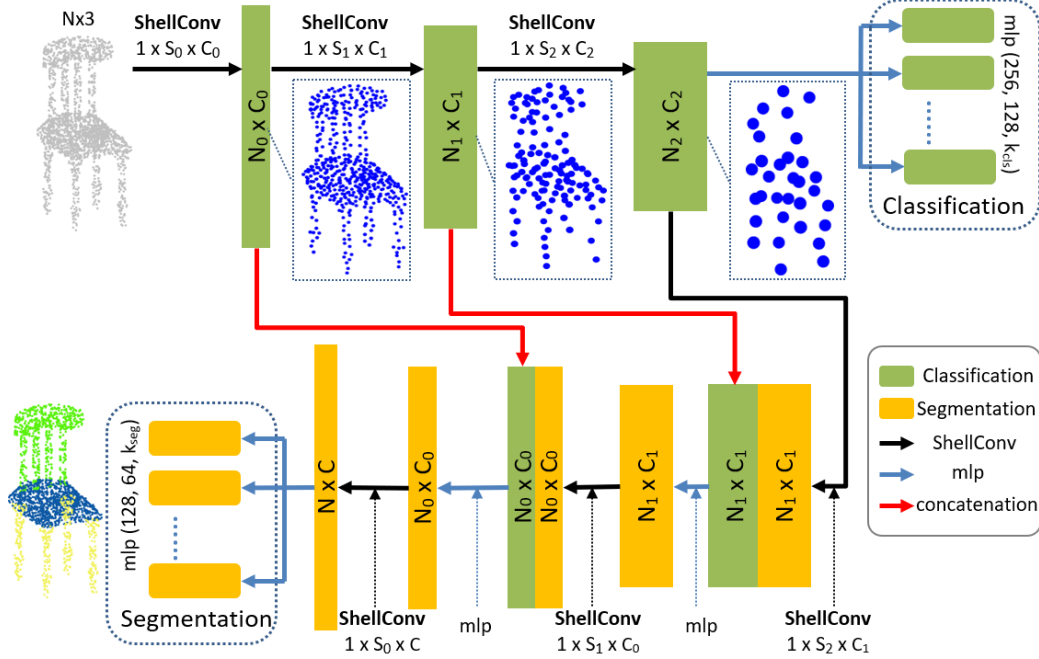 Nx3
ShellConv
1 x S₀ x C₀
ShellConv
1 x S₁ x C₁
ShellConv
1 x S₂ x C₂
N₀ x C₀
N₁ x C₁
N₂ x C₂
mlp (256, 128, k_cls)
Classification
Classification
Segmentation
ShellConv
mlp
concatenation
mlp (128, 64, k_seg)
Segmentation
N x C
N₀ x C₀
N₀ x C₀
N₀ x C₀
N₁ x C₁
N₁ x C₁
N₁ x C₁
ShellConv
1 x S₀ x C
mlp
ShellConv
1 x S₁ x C₀
mlp
ShellConv
1 x S₂ x C₁